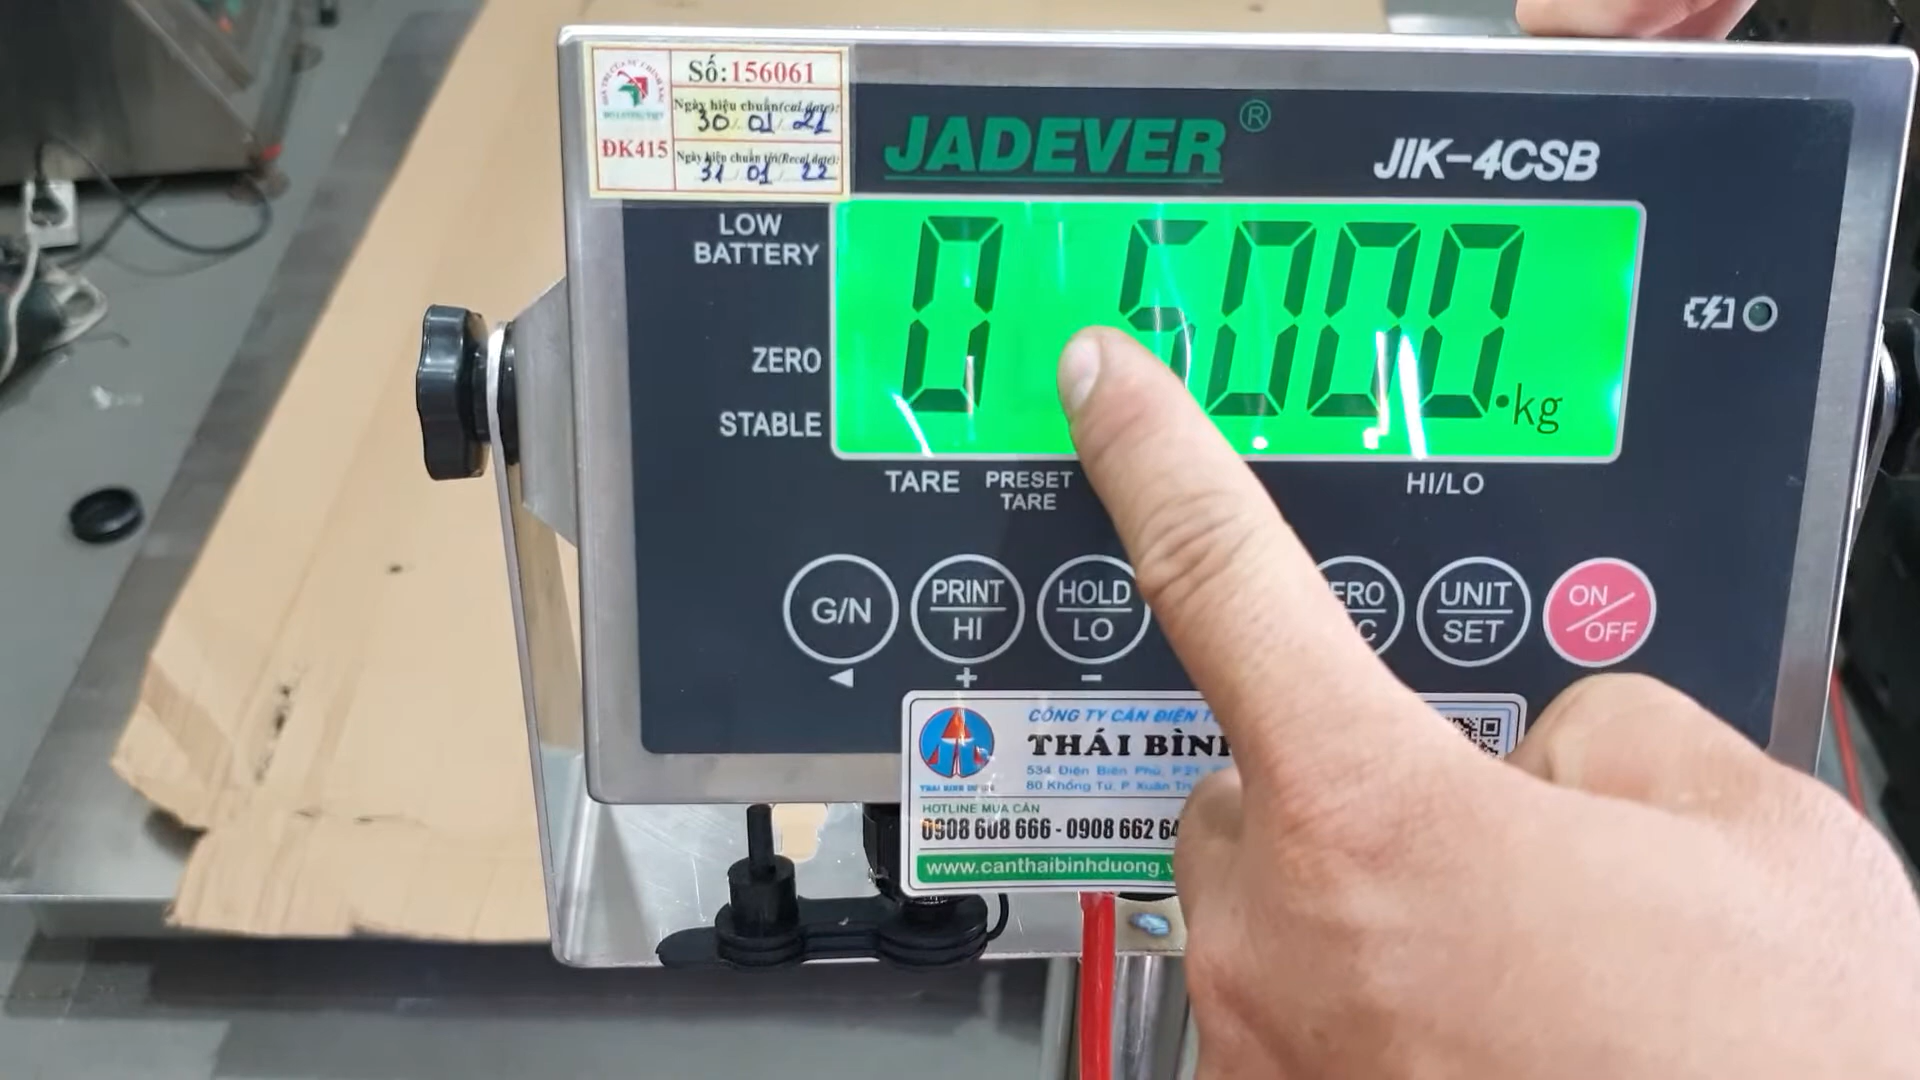 Số:156061
Ngày hiệu chuẩn(cal.date):
30/01/21
ĐK415
Ngày hiệu chuẩn tới(Recal date):
31/01/22
JADEVER®
JIK-4CSB
LOW
BATTERY
ZERO
STABLE
0 5000
kg
TARE
PRESET
TARE
HI/LO
G/N
PRINT
HI
HOLD
LO
UNIT
SET
ON
OFF
+
-
CÔNG TY CÂN ĐIỆN
THÁI BÌN
534 Điện Biên Phủ, P.21,
80 Khổng Tử, P. Xuân
HOTLINE MUA CÂN
0908 608 666 - 0908 662 64
www.canthaibinhduong.